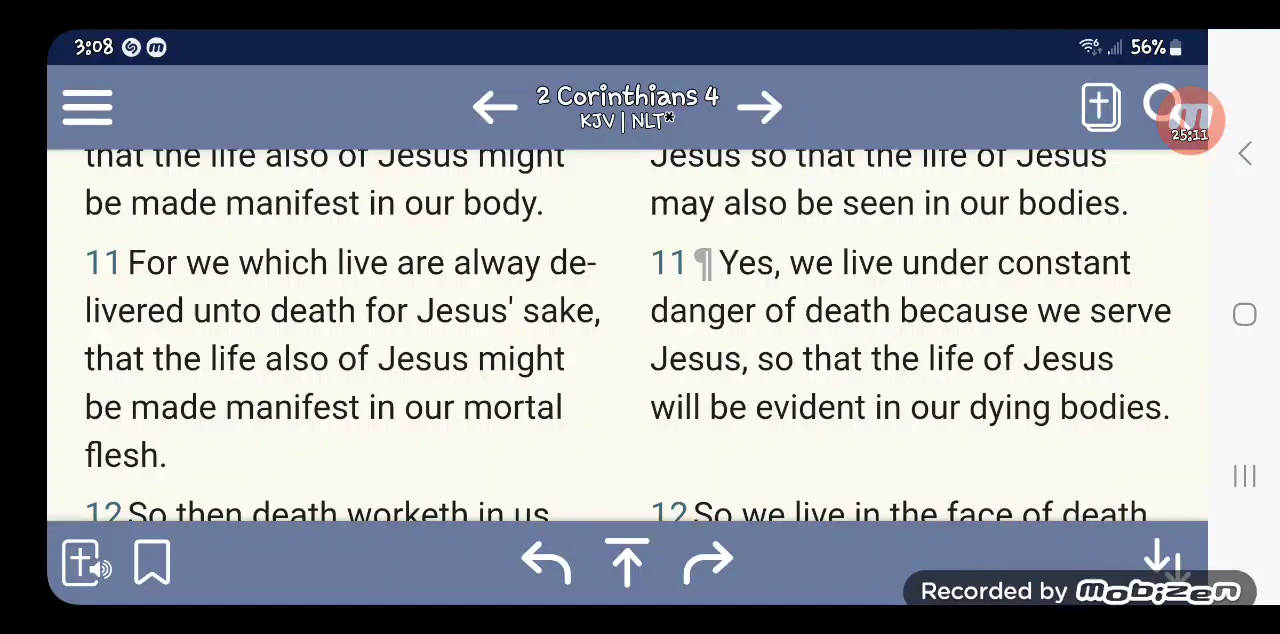 3:08
56%
2 Corinthians 4
KJV | NLT*
25:11
that the life also of Jesus might
be made manifest in our body.
11 For we which live are alway de-
livered unto death for Jesus' sake,
that the life also of Jesus might
be made manifest in our mortal
flesh.
12 So then death worketh in us
Jesus so that the life of Jesus
may also be seen in our bodies.
11 ¶ Yes, we live under constant
danger of death because we serve
Jesus, so that the life of Jesus
will be evident in our dying bodies.
12 So we live in the face of death
Recorded by mobizen